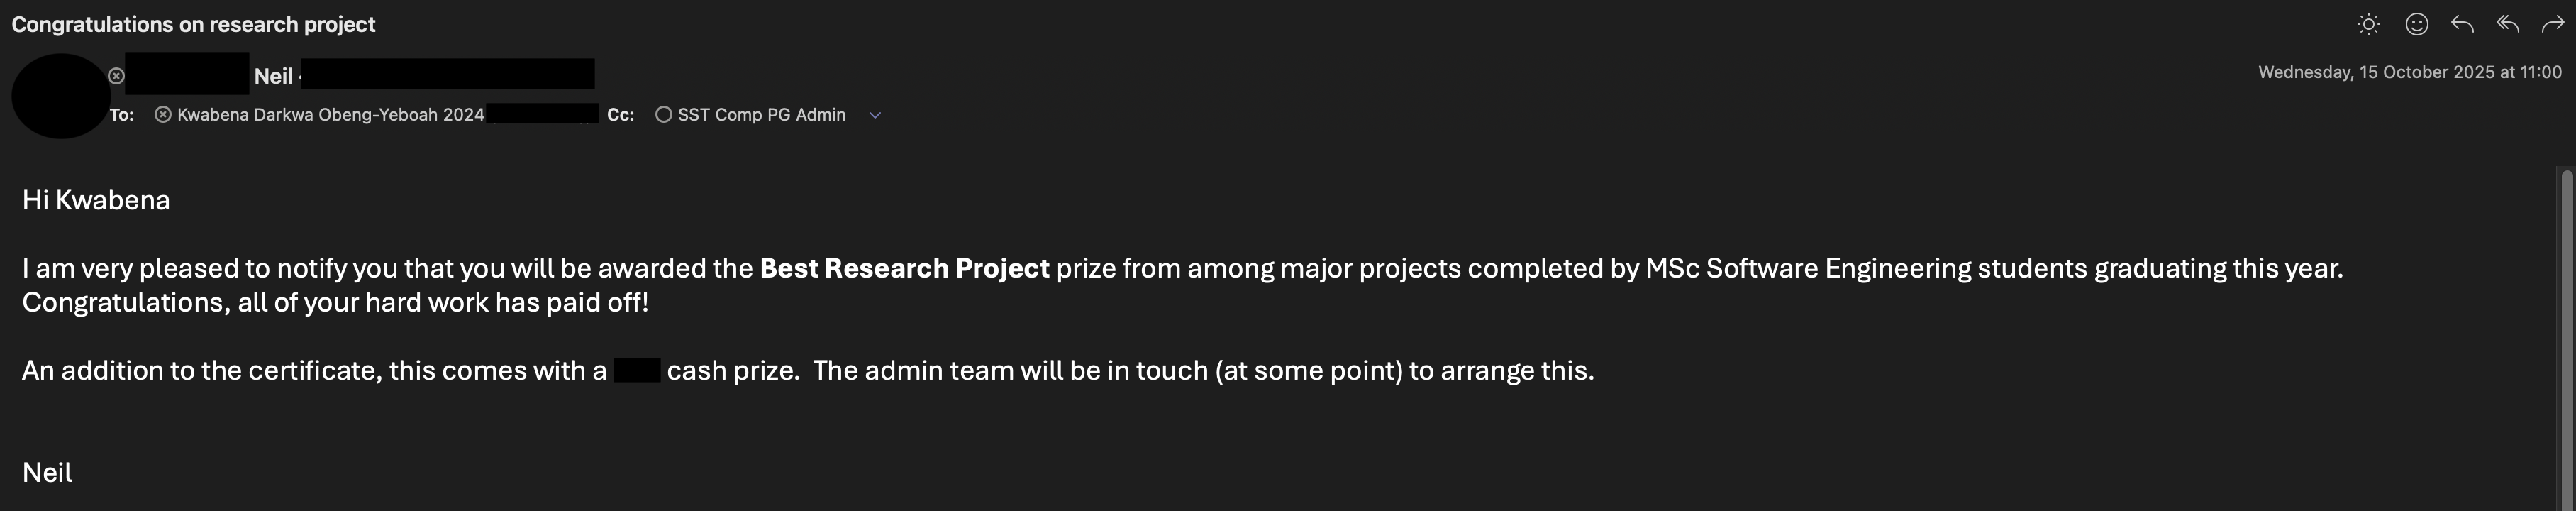 Congratulations on research project
Neil
Wednesday, 15 October 2025 at 11:00
To: Kwabena Darkwa Obeng-Yeboah 2024 Cc: SST Comp PG Admin
Hi Kwabena
I am very pleased to notify you that you will be awarded the Best Research Project prize from among major projects completed by MSc Software Engineering students graduating this year.
Congratulations, all of your hard work has paid off!
An addition to the certificate, this comes with a cash prize. The admin team will be in touch (at some point) to arrange this.
Neil